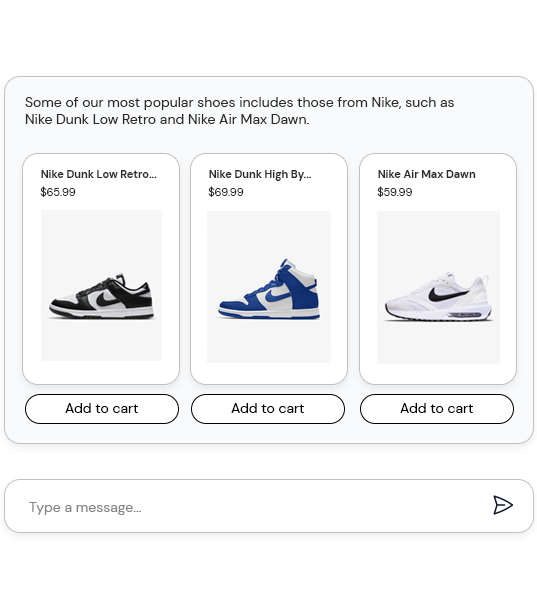 Some of our most popular shoes includes those from Nike, such as
Nike Dunk Low Retro and Nike Air Max Dawn.
Nike Dunk Low Retro...
$65.99
Nike Dunk High By...
$69.99
Nike Air Max Dawn
$59.99
Add to cart
Add to cart
Add to cart
Type a message...